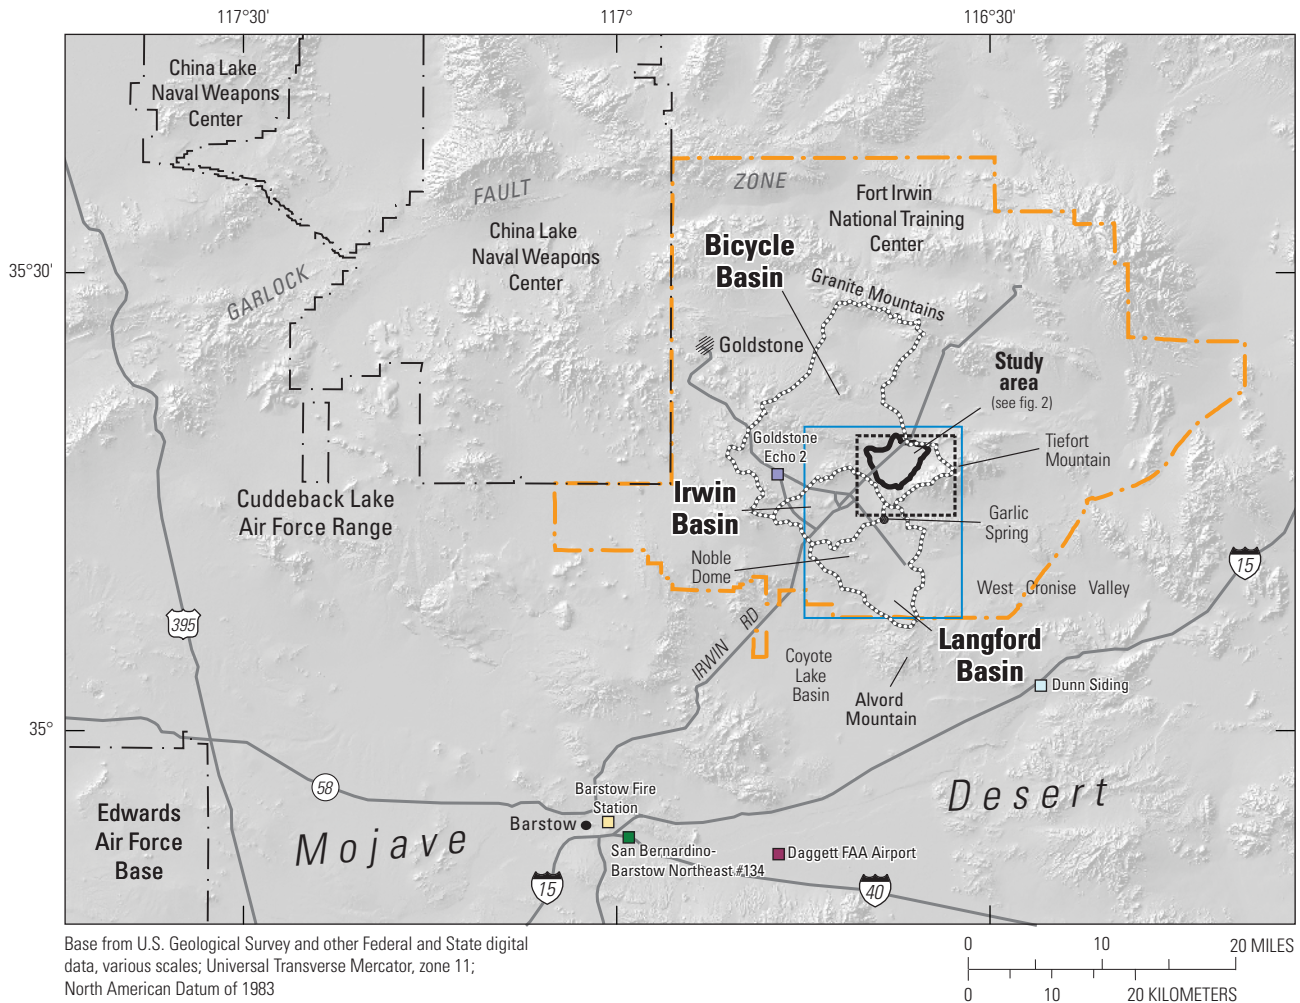 117°30'
117°
116°30'
China Lake
Naval Weapons
Center
FAULT
ZONE
Fort Irwin
National Training
Center
China Lake
Naval Weapons
Center
Bicycle
Basin
35°30'
GARLOCK
Granite Mountains
Goldstone
Study
area
(see fig. 2)
Goldstone
Echo 2
Tiefort
Mountain
Cuddeback Lake
Air Force Range
Irwin
Basin
Garlic
Spring
Noble
Dome
15
West Cronise Valley
395
IRWIN RD
Langford
Basin
Coyote
Lake
Basin
Dunn Siding
Alvord
Mountain
35°
58
Barstow Fire
Station
Mojave Desert
Edwards
Air Force
Base
Barstow
San Bernardino-
Barstow Northeast #134
Daggett FAA Airport
15
40
Base from U.S. Geological Survey and other Federal and State digital
data, various scales; Universal Transverse Mercator, zone 11;
North American Datum of 1983
0 10 20 MILES
0 10 20 KILOMETERS